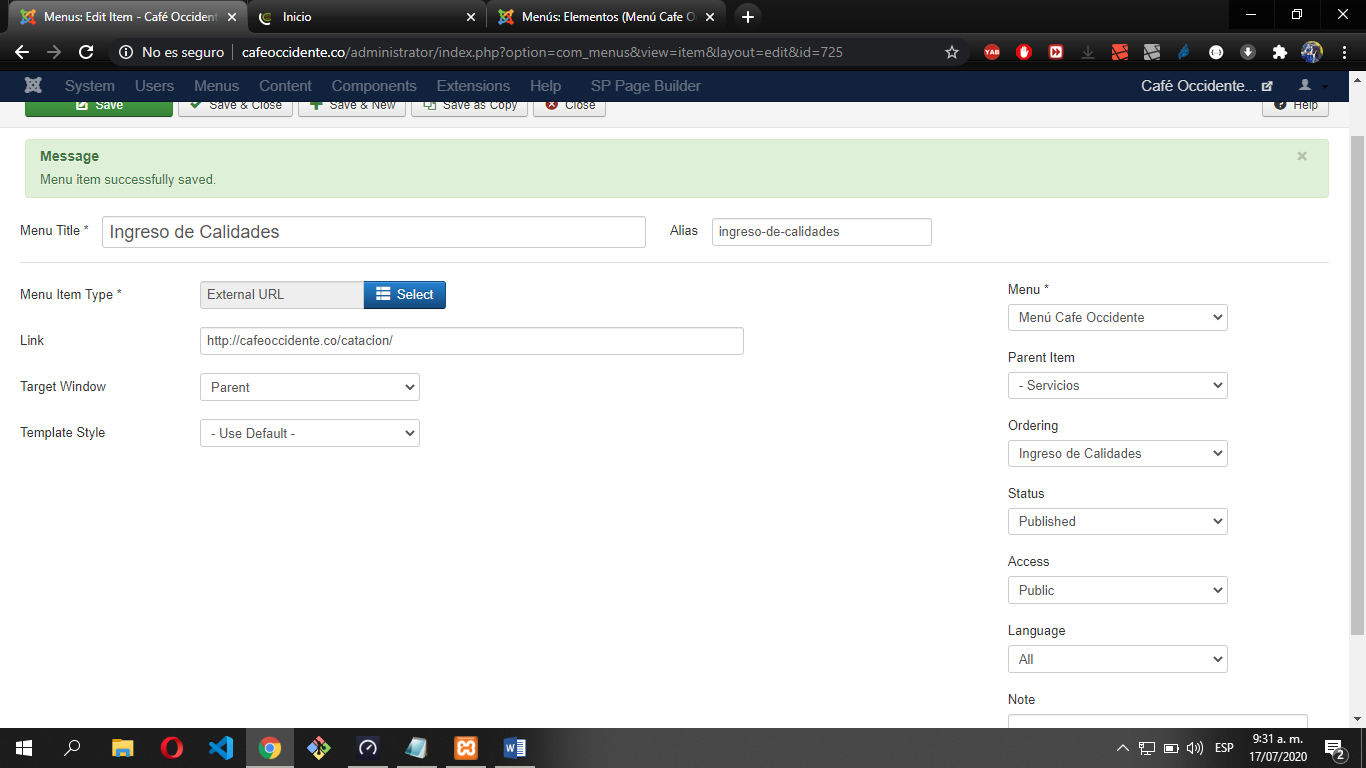 Menus: Edit Item - Café Occident
Inicio
Menús: Elementos (Menú Cafe O
No es seguro
cafeoccidente.co/administrator/index.php?option=com_menus&view=item&layout=edit&id=725
System Users Menus Content Components Extensions Help SP Page Builder
Café Occidente...
Save Save & Close Save & New Save as Copy Close Help
Message
Menu item successfully saved.
Menu Title * Ingreso de Calidades Alias ingreso-de-calidades
Menu Item Type * External URL Select
Link http://cafeoccidente.co/catacion/
Target Window Parent
Template Style - Use Default -
Menu *
Menú Cafe Occidente
Parent Item
- Servicios
Ordering
Ingreso de Calidades
Status
Published
Access
Public
Language
All
Note
ESP
9:31 a. m.
17/07/2020
2